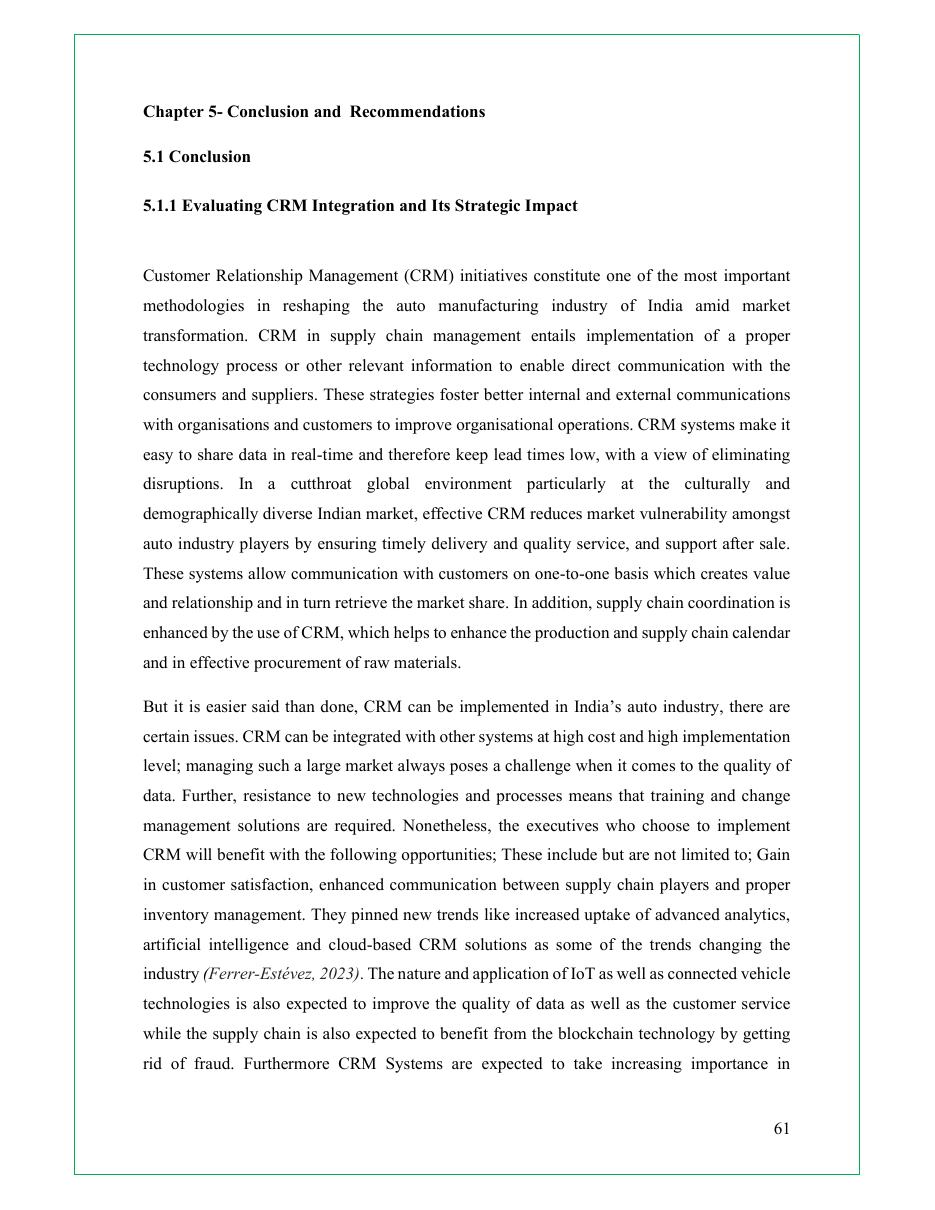 Chapter 5- Conclusion and  Recommendations
5.1 Conclusion
5.1.1 Evaluating CRM Integration and Its Strategic Impact
Customer Relationship Management (CRM) initiatives constitute one of the most important
methodologies in reshaping the auto manufacturing industry of India amid market
transformation. CRM in supply chain management entails implementation of a proper
technology process or other relevant information to enable direct communication with the
consumers and suppliers. These strategies foster better internal and external communications
with organisations and customers to improve organisational operations. CRM systems make it
easy to share data in real-time and therefore keep lead times low, with a view of eliminating
disruptions. In a cutthroat global environment particularly at the culturally and
demographically diverse Indian market, effective CRM reduces market vulnerability amongst
auto industry players by ensuring timely delivery and quality service, and support after sale.
These systems allow communication with customers on one-to-one basis which creates value
and relationship and in turn retrieve the market share. In addition, supply chain coordination is
enhanced by the use of CRM, which helps to enhance the production and supply chain calendar
and in effective procurement of raw materials.
But it is easier said than done, CRM can be implemented in India’s auto industry, there are
certain issues. CRM can be integrated with other systems at high cost and high implementation
level; managing such a large market always poses a challenge when it comes to the quality of
data. Further, resistance to new technologies and processes means that training and change
management solutions are required. Nonetheless, the executives who choose to implement
CRM will benefit with the following opportunities; These include but are not limited to; Gain
in customer satisfaction, enhanced communication between supply chain players and proper
inventory management. They pinned new trends like increased uptake of advanced analytics,
artificial intelligence and cloud-based CRM solutions as some of the trends changing the
industry (Ferrer-Estévez, 2023). The nature and application of IoT as well as connected vehicle
technologies is also expected to improve the quality of data as well as the customer service
while the supply chain is also expected to benefit from the blockchain technology by getting
rid of fraud. Furthermore CRM Systems are expected to take increasing importance in
61